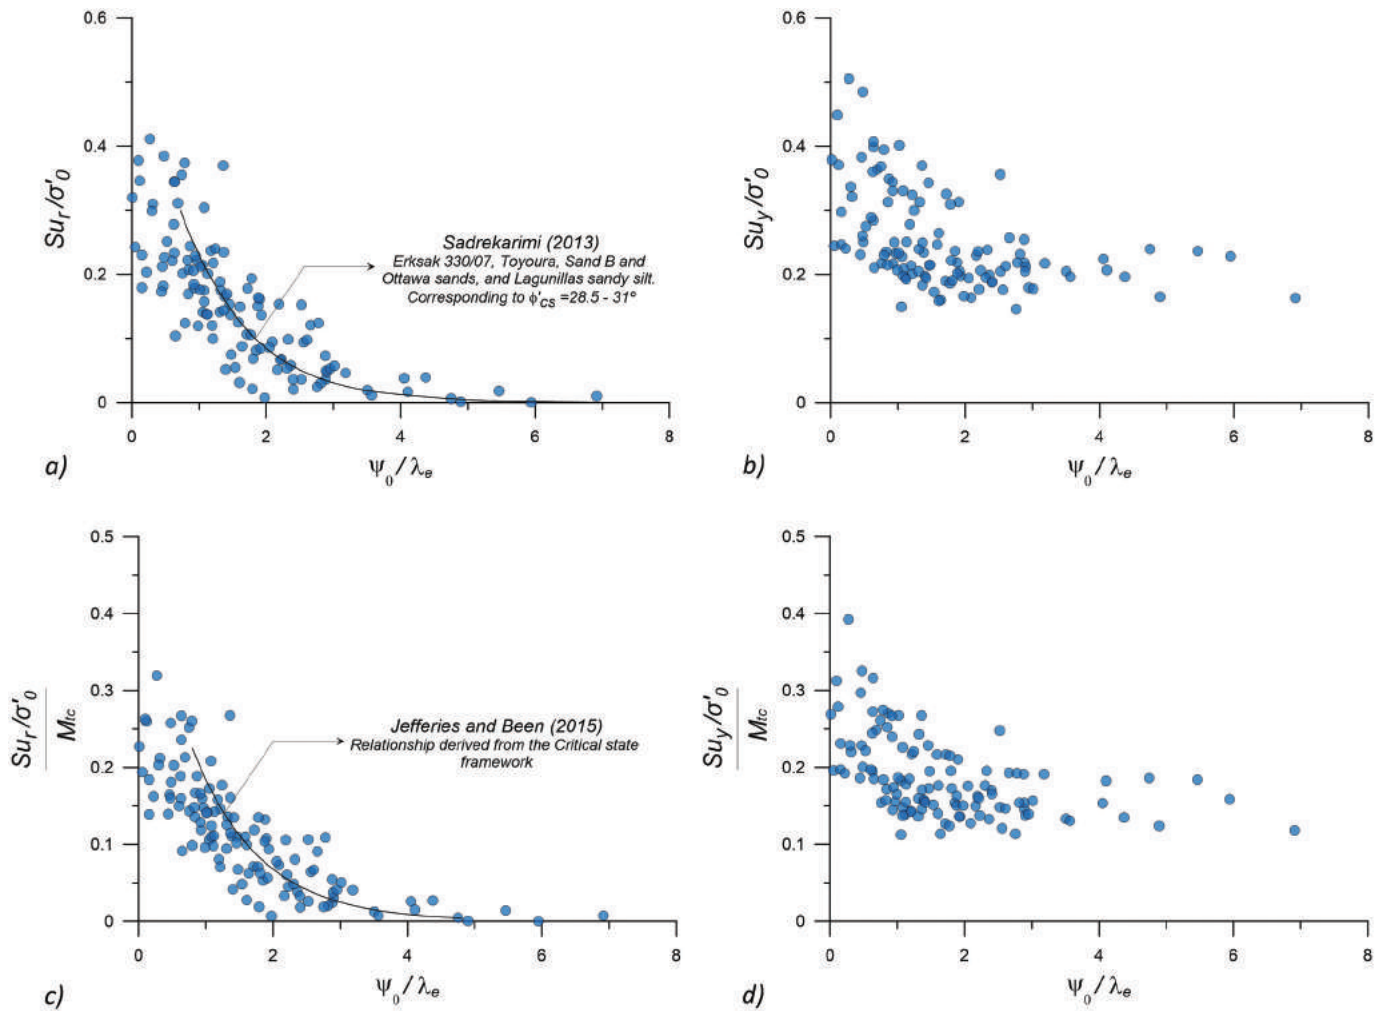 0.6
0.4
0.2
0
Su_r/σ'_0
Sadrekarimi (2013)
Erksak 330/07, Toyoura, Sand B and
Ottawa sands, and Lagunillas sandy silt.
Corresponding to ϕ'_CS =28.5 - 31º
0 2 4 6 8
a)
ψ_0 / λ_e
0.6
0.4
0.2
0
Su_y/σ'_0
0 2 4 6 8
b)
ψ_0 / λ_e
0.5
0.4
0.3
0.2
0.1
0
Su_r/σ'_0
M_tc
Jefferies and Been (2015)
Relationship derived from the Critical state
framework
0 2 4 6 8
c)
ψ_0 / λ_e
0.5
0.4
0.3
0.2
0.1
0
Su_y/σ'_0
M_tc
0 2 4 6 8
d)
ψ_0 / λ_e